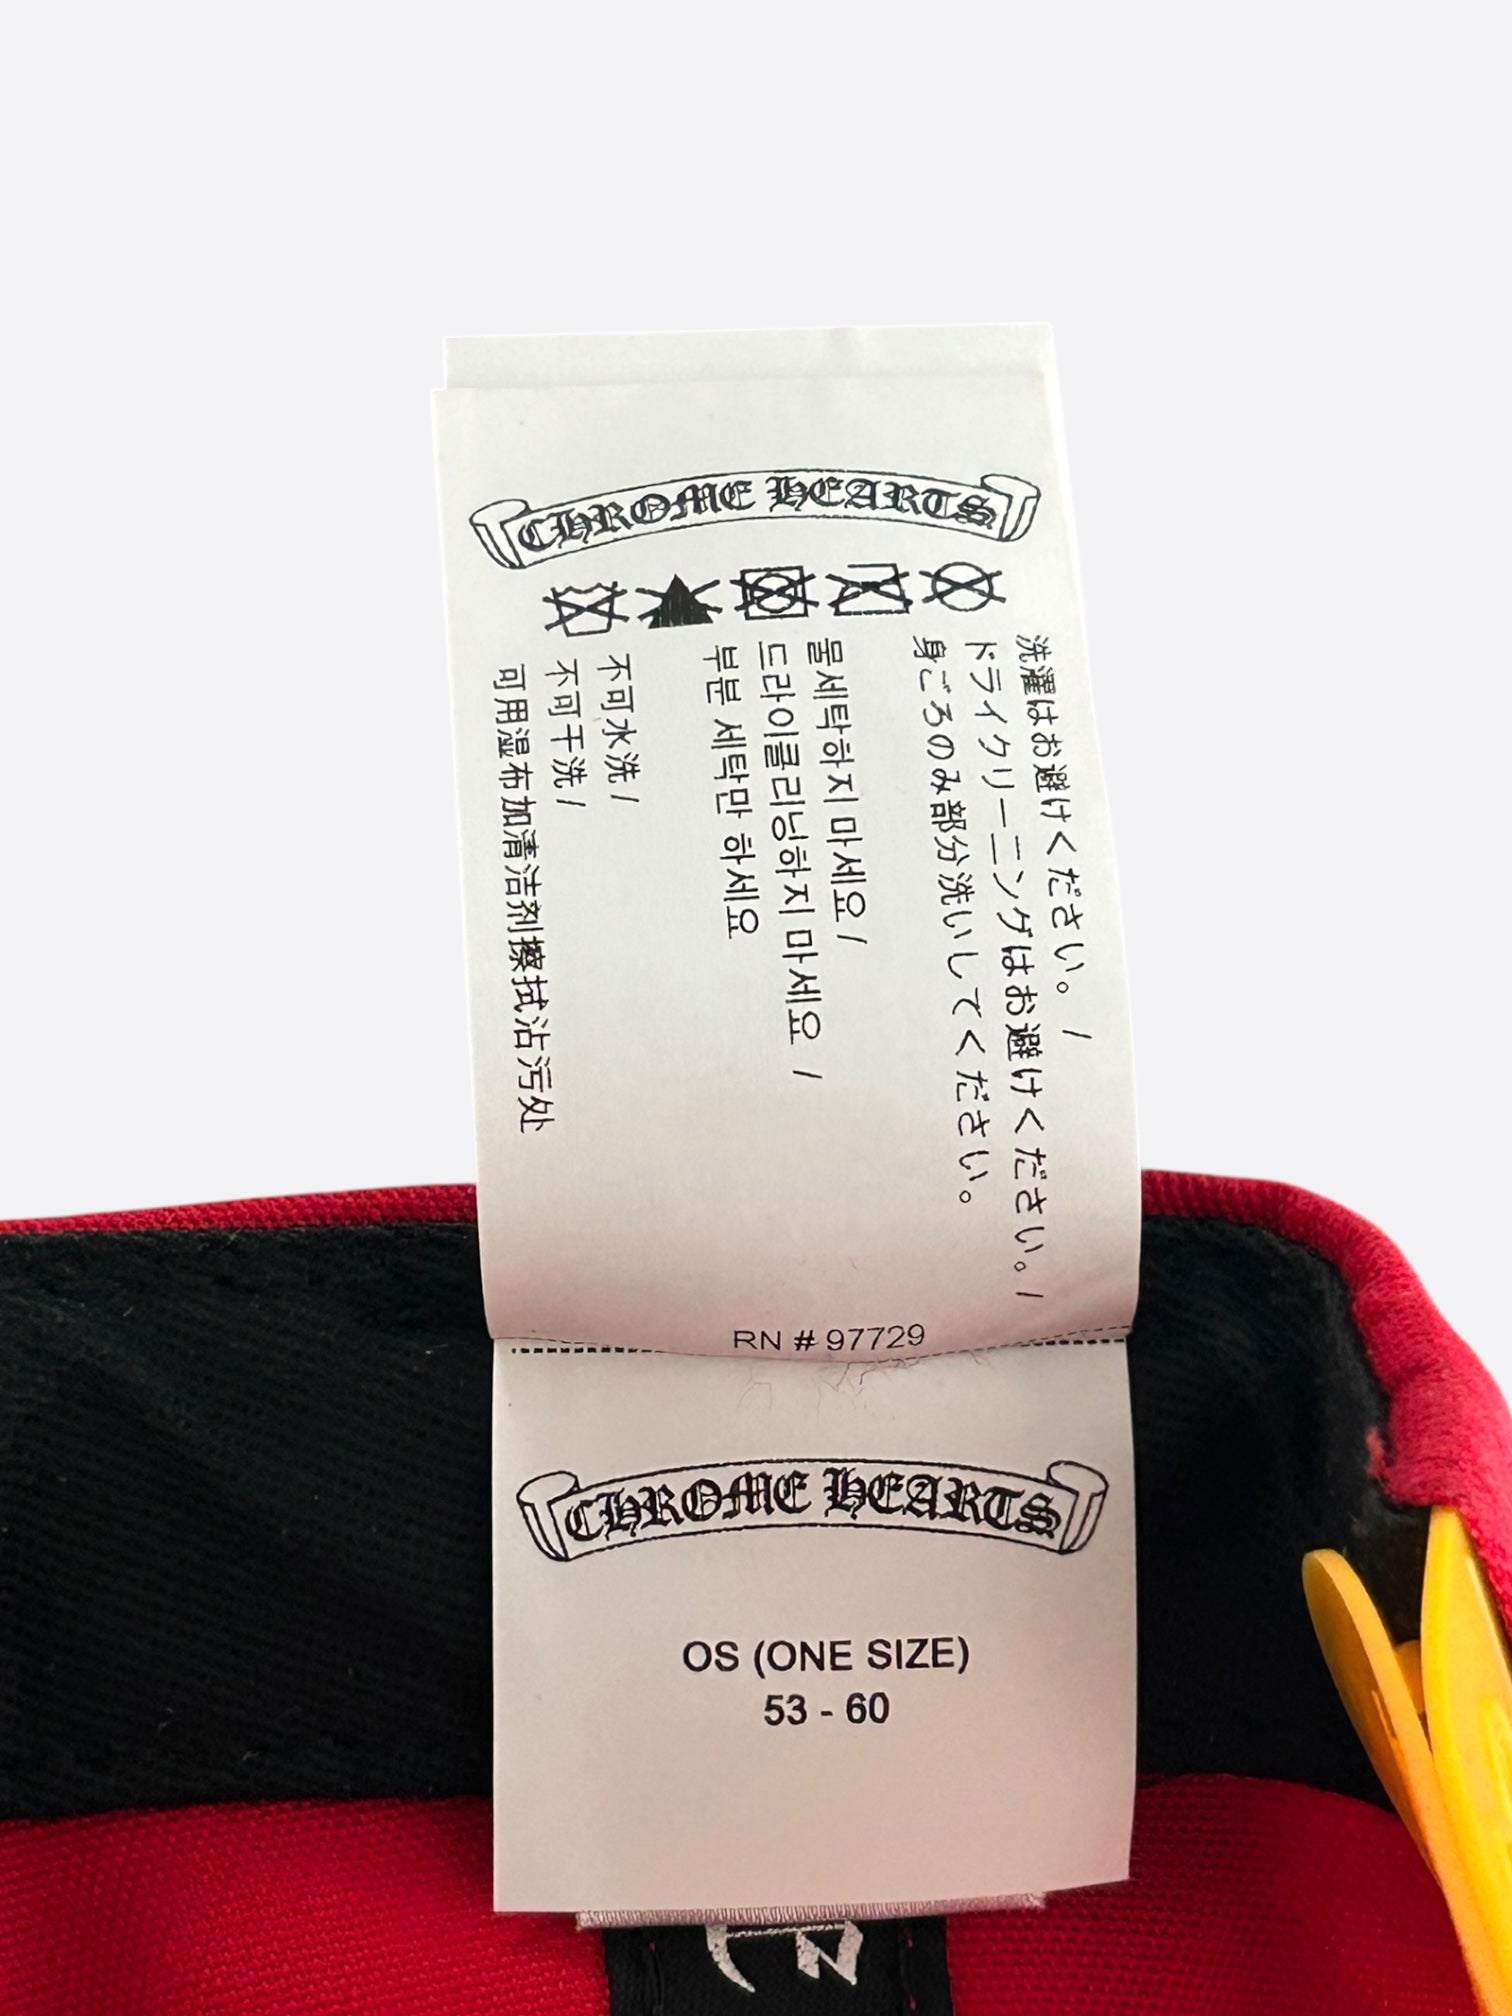 CHROME HEARTS
洗濯はお避けください。/
ドライクリーニングはお避けください。/
身ごろのみ部分洗いしてください。
물세탁하지 마세요 /
드라이클리닝하지 마세요 /
부분 세탁만 하세요
不可水洗 /
不可干洗 /
可用湿布加清洁剂擦拭沾污处
RN # 97729
CHROME HEARTS
OS (ONE SIZE)
53 - 60